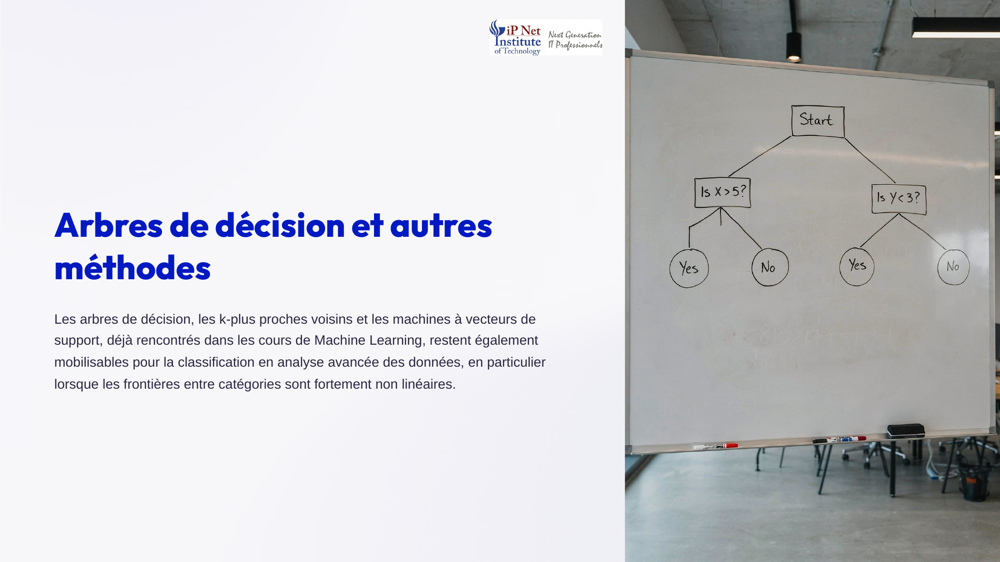 iP Net
Institute
of Technology
Next Generation
IT Professionnels
Arbres de décision et autres
méthodes
Les arbres de décision, les k-plus proches voisins et les machines à vecteurs de
support, déjà rencontrés dans les cours de Machine Learning, restent également
mobilisables pour la classification en analyse avancée des données, en particulier
lorsque les frontières entre catégories sont fortement non linéaires.
Start
Is X>5?
Is Y<3?
Yes
No
Yes
No